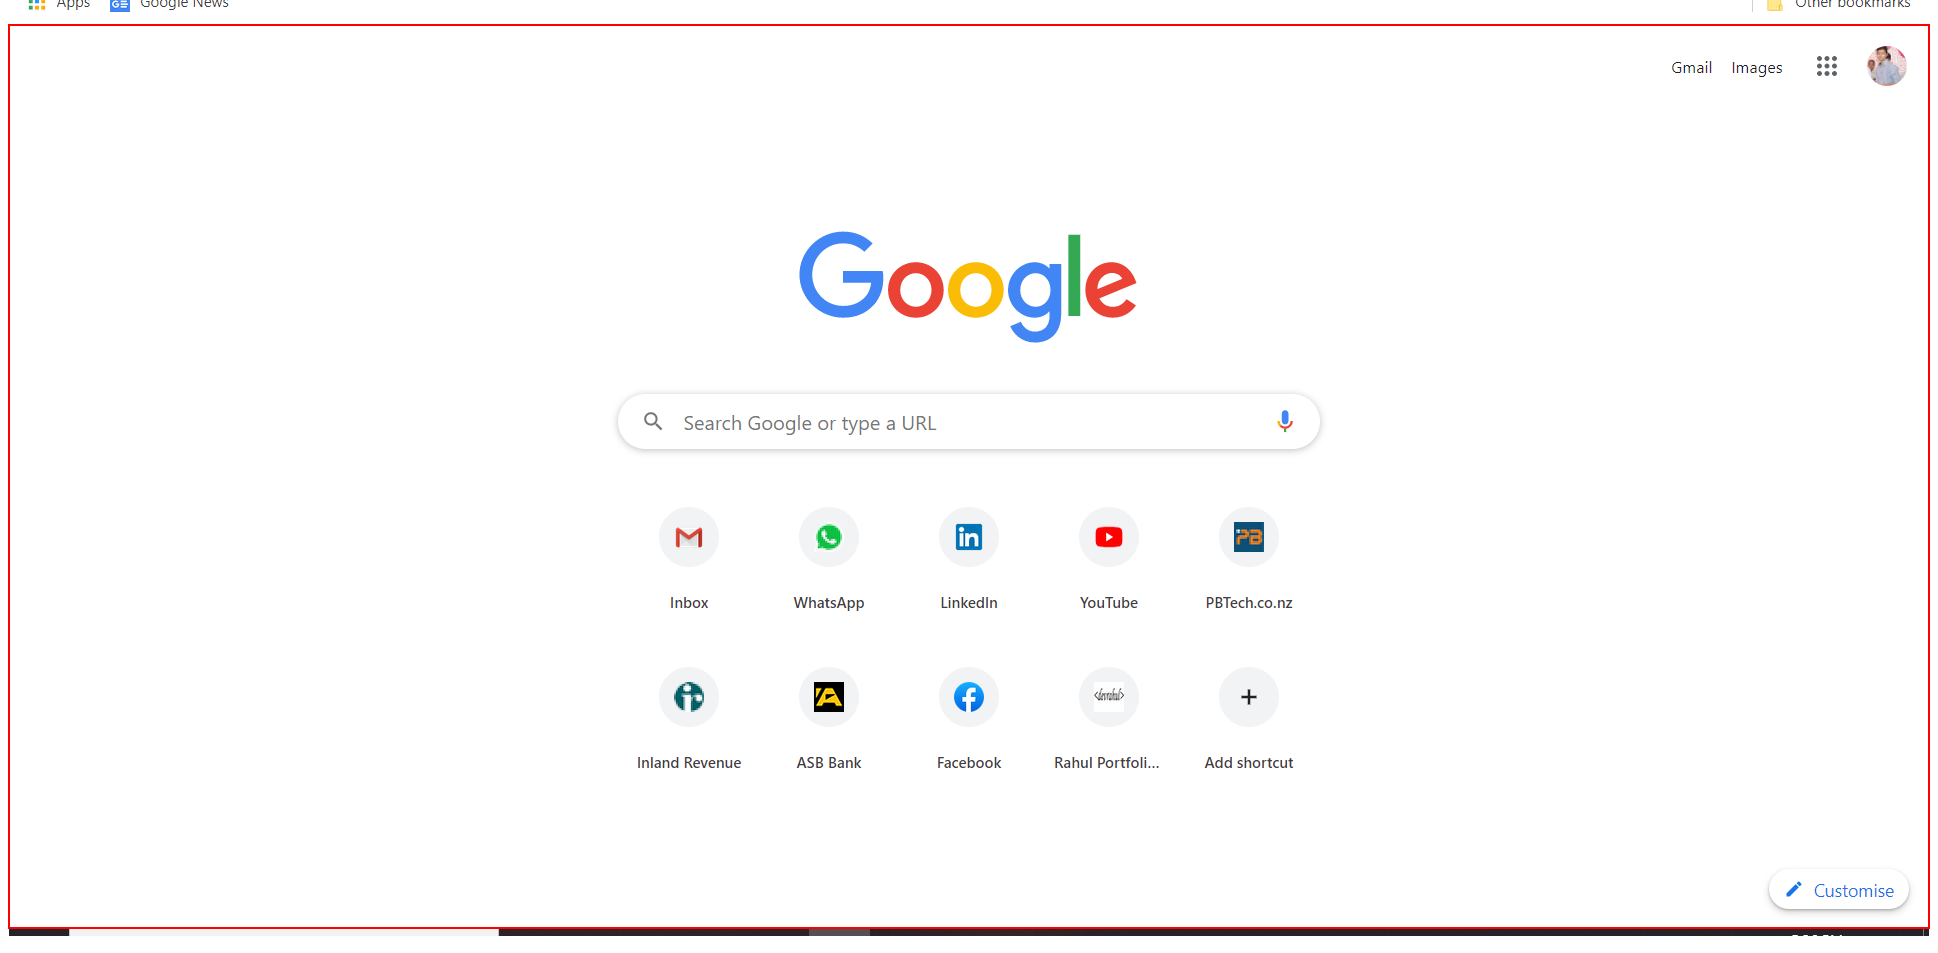 Apps Google News Other bookmarks
Gmail Images
Google
Search Google or type a URL
Inbox WhatsApp LinkedIn YouTube PBTech.co.nz
Inland Revenue ASB Bank Facebook Rahul Portfoli... Add shortcut
Customise